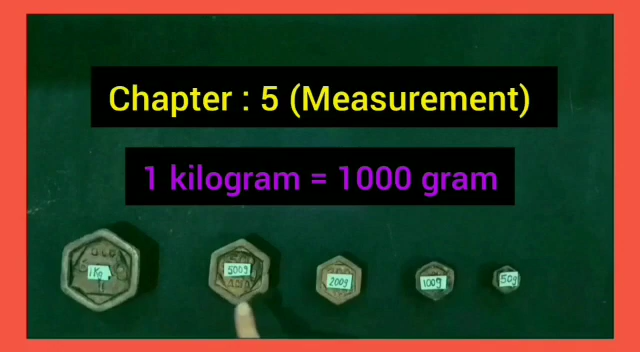 Chapter : 5 (Measurement)
1 kilogram = 1000 gram
1Kg
500g
200g
100g
50g